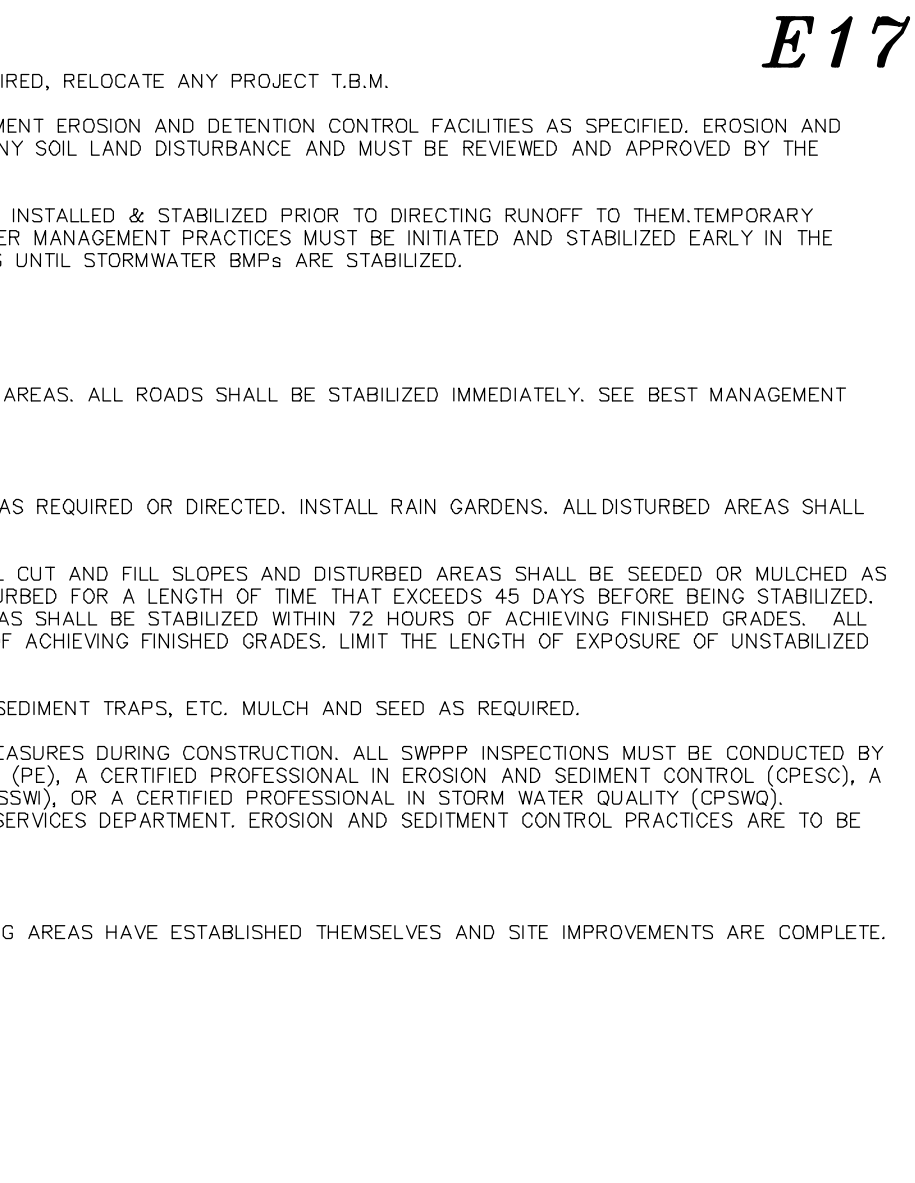 E17
IRED, RELOCATE ANY PROJECT T.B.M.
MENT EROSION AND DETENTION CONTROL FACILITIES AS SPECIFIED. EROSION AND
NY SOIL LAND DISTURBANCE AND MUST BE REVIEWED AND APPROVED BY THE
INSTALLED & STABILIZED PRIOR TO DIRECTING RUNOFF TO THEM.TEMPORARY
ER MANAGEMENT PRACTICES MUST BE INITIATED AND STABILIZED EARLY IN THE
G UNTIL STORMWATER BMPs ARE STABILIZED.
AREAS. ALL ROADS SHALL BE STABILIZED IMMEDIATELY. SEE BEST MANAGEMENT
AS REQUIRED OR DIRECTED. INSTALL RAIN GARDENS. ALL DISTURBED AREAS SHALL
L CUT AND FILL SLOPES AND DISTURBED AREAS SHALL BE SEEDED OR MULCHED AS
URBED FOR A LENGTH OF TIME THAT EXCEEDS 45 DAYS BEFORE BEING STABILIZED.
AS SHALL BE STABILIZED WITHIN 72 HOURS OF ACHIEVING FINISHED GRADES. ALL
F ACHIEVING FINISHED GRADES. LIMIT THE LENGTH OF EXPOSURE OF UNSTABILIZED
SEDIMENT TRAPS, ETC. MULCH AND SEED AS REQUIRED.
EASURES DURING CONSTRUCTION. ALL SWPPP INSPECTIONS MUST BE CONDUCTED BY
(PE), A CERTIFIED PROFESSIONAL IN EROSION AND SEDIMENT CONTROL (CPESC), A
SSWI), OR A CERTIFIED PROFESSIONAL IN STORM WATER QUALITY (CPSWQ).
SERVICES DEPARTMENT. EROSION AND SEDITMENT CONTROL PRACTICES ARE TO BE
G AREAS HAVE ESTABLISHED THEMSELVES AND SITE IMPROVEMENTS ARE COMPLETE.